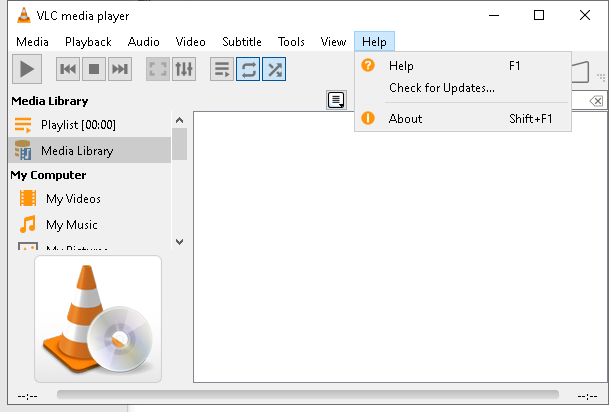 VLC media player
Media Playback Audio Video Subtitle Tools View Help
Help F1
Check for Updates...
About Shift+F1
Media Library
Playlist [00:00]
Media Library
My Computer
My Videos
My Music
My Pictures
--:-- --:--